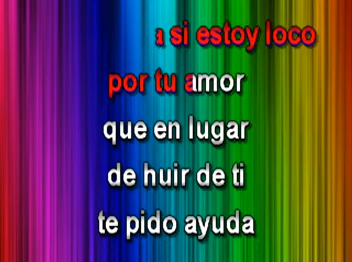 a si estoy loco
por tu amor
que en lugar
de huir de ti
te pido ayuda